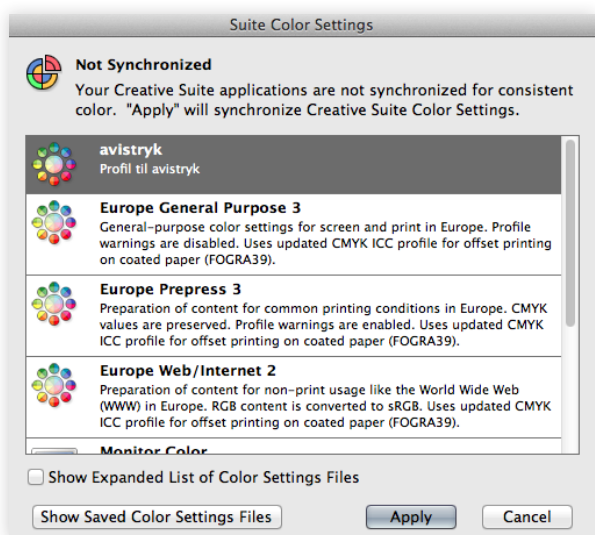 Suite Color Settings
Not Synchronized
Your Creative Suite applications are not synchronized for consistent
color.  "Apply" will synchronize Creative Suite Color Settings.
avistryk
Profil til avistryk
Europe General Purpose 3
General-purpose color settings for screen and print in Europe. Profile
warnings are disabled. Uses updated CMYK ICC profile for offset printing
on coated paper (FOGRA39).
Europe Prepress 3
Preparation of content for common printing conditions in Europe. CMYK
values are preserved. Profile warnings are enabled. Uses updated CMYK
ICC profile for offset printing on coated paper (FOGRA39).
Europe Web/Internet 2
Preparation of content for non-print usage like the World Wide Web
(WWW) in Europe. RGB content is converted to sRGB. Uses updated CMYK
ICC profile for offset printing on coated paper (FOGRA39).
Monitor Color
Show Expanded List of Color Settings Files
Show Saved Color Settings Files
Apply
Cancel